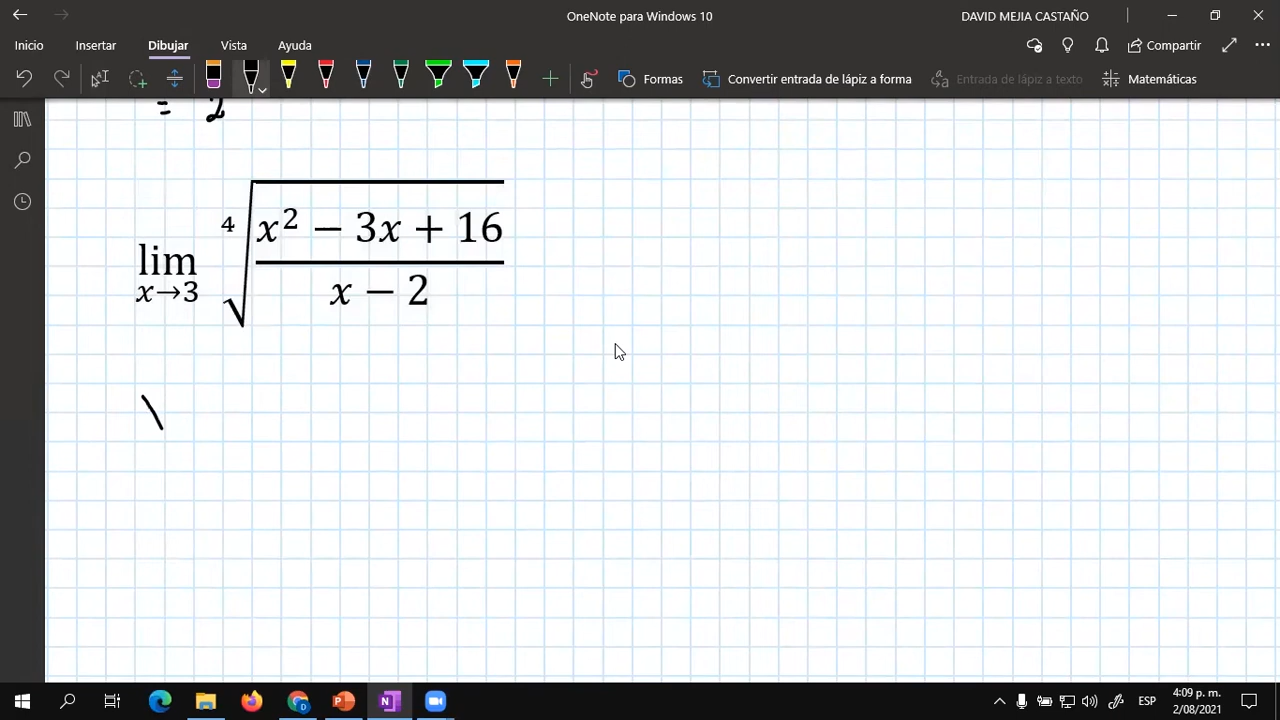 OneNote para Windows 10
DAVID MEJIA CASTAÑO
Inicio Insertar Dibujar Vista Ayuda
Compartir
Formas Convertir entrada de lápiz a forma Entrada de lápiz a texto Matemáticas
= 2
lim x→3 ⁴√((x² − 3x + 16)/(x − 2))
ESP
4:09 p. m.
2/08/2021